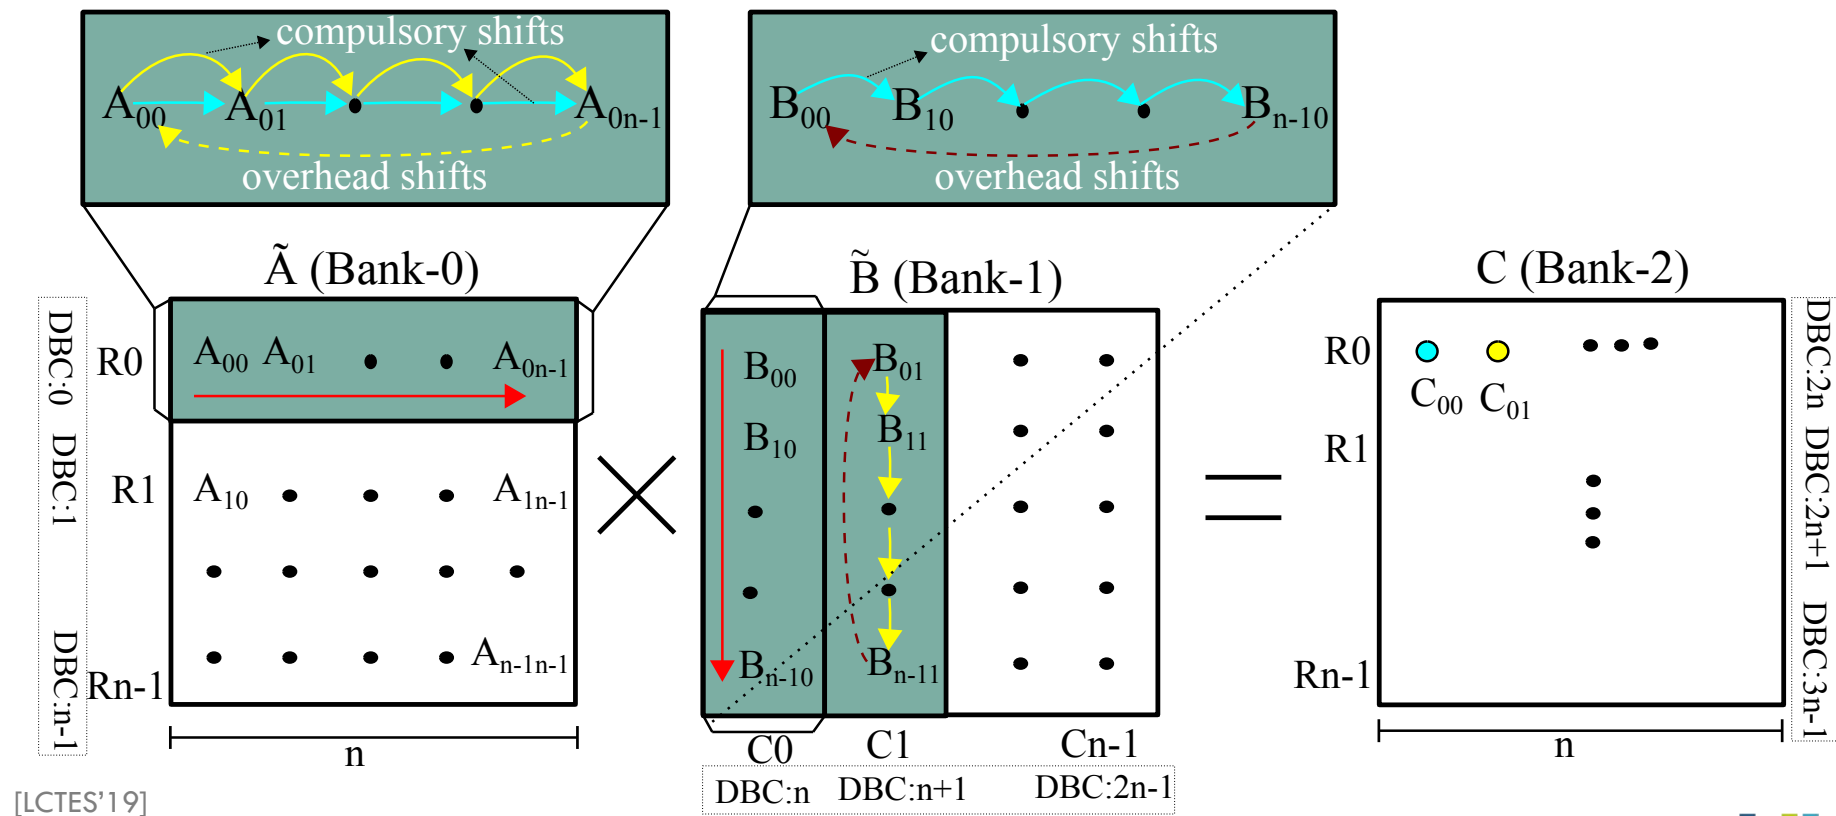 compulsory shifts
A00 A01 A0n-1
overhead shifts
compulsory shifts
B00 B10 Bn-10
overhead shifts
Ã (Bank-0)
B̃ (Bank-1)
C (Bank-2)
DBC:0 DBC:1 DBC:n-1
R0
A00 A01 A0n-1
R1
A10 A1n-1
An-1n-1
Rn-1
n
B00 B01
B10 B11
Bn-10 Bn-11
C0 C1 Cn-1
DBC:n DBC:n+1 DBC:2n-1
R0
C00 C01
R1
Rn-1
n
DBC:2n DBC:2n+1 DBC:3n-1
[LCTES'19]